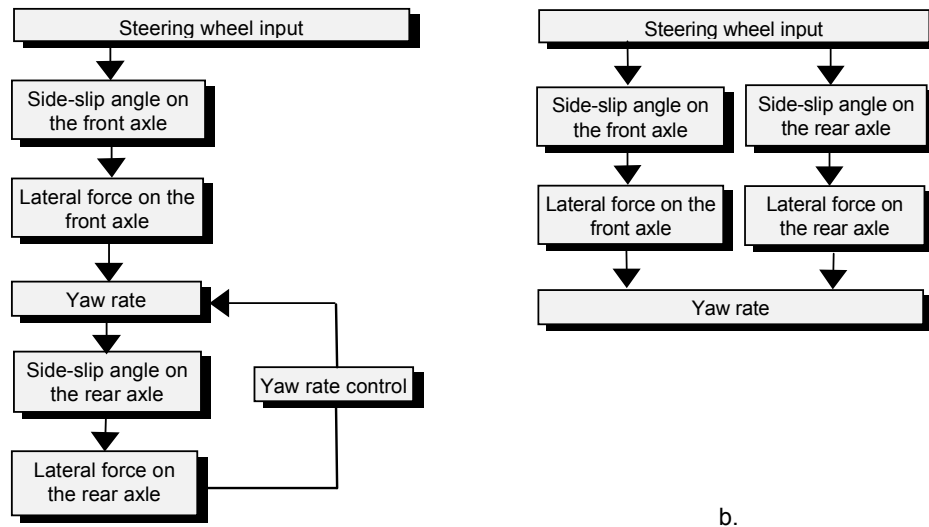 Steering wheel input
Side-slip angle on
the front axle
Lateral force on the
front axle
Yaw rate
Side-slip angle on
the rear axle
Yaw rate control
Lateral force on
the rear axle
Steering wheel input
Side-slip angle on
the front axle
Side-slip angle on
the rear axle
Lateral force on the
front axle
Lateral force on
the rear axle
Yaw rate
b.